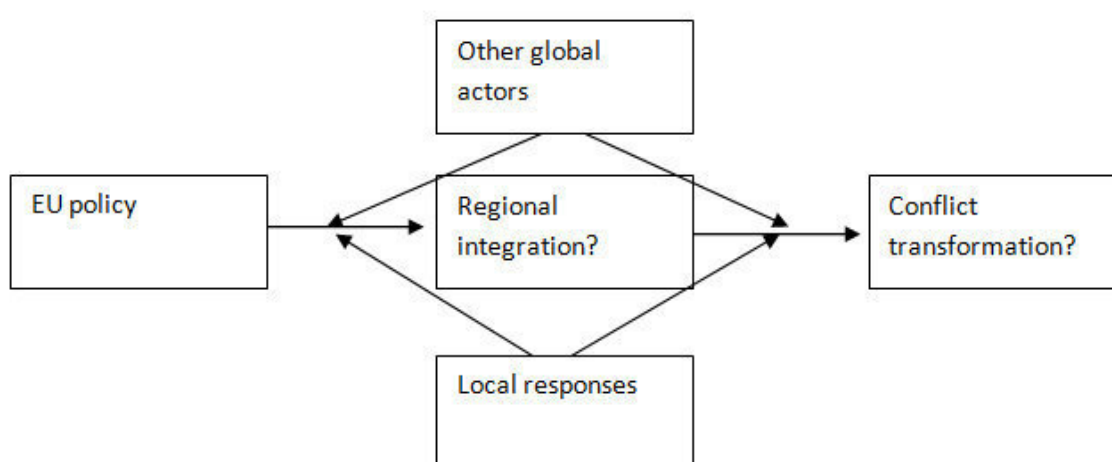 Other global
actors
EU policy
Regional
integration?
Conflict
transformation?
Local responses